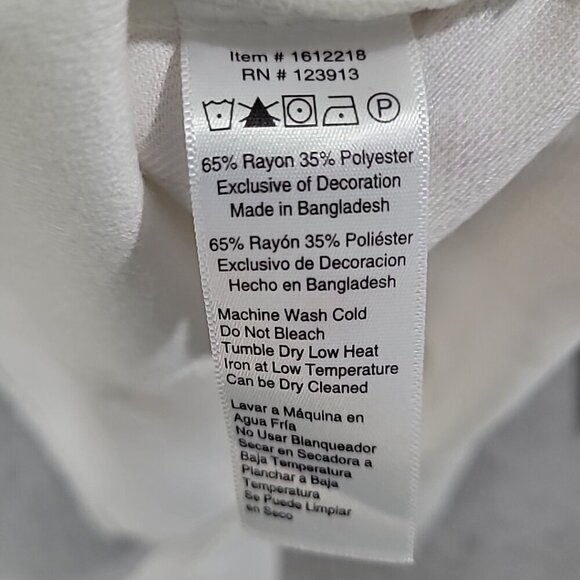 Item # 1612218
RN # 123913
P
65% Rayon 35% Polyester
Exclusive of Decoration
Made in Bangladesh
65% Rayón 35% Poliéster
Exclusivo de Decoracion
Hecho en Bangladesh
Machine Wash Cold
Do Not Bleach
Tumble Dry Low Heat
Iron at Low Temperature
Can be Dry Cleaned
Lavar a Máquina en
Agua Fría
No Usar Blanqueador
Secar en Secadora a
Baja Temperatura
Planchar a Baja
Temperatura
Se Puede Limpiar
en Seco